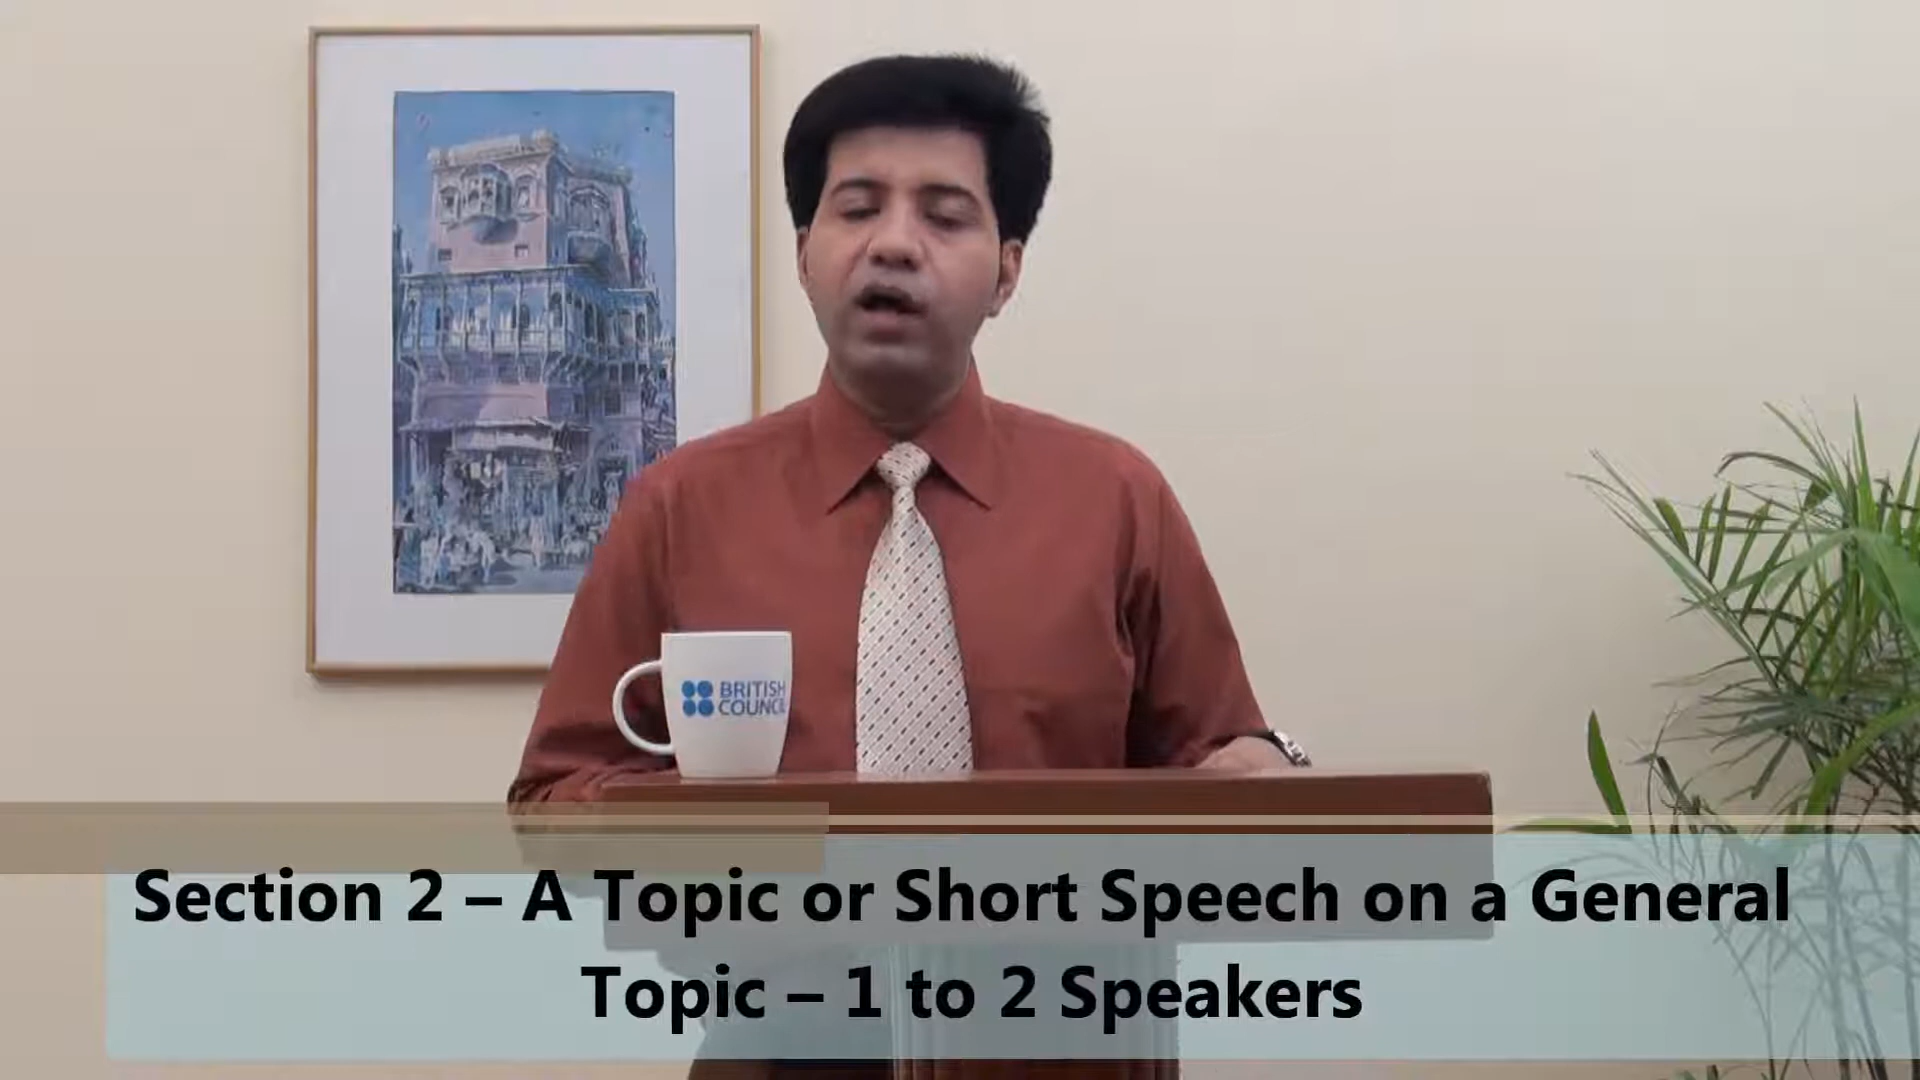 BRITISH
COUNCIL
Section 2 – A Topic or Short Speech on a General
Topic – 1 to 2 Speakers